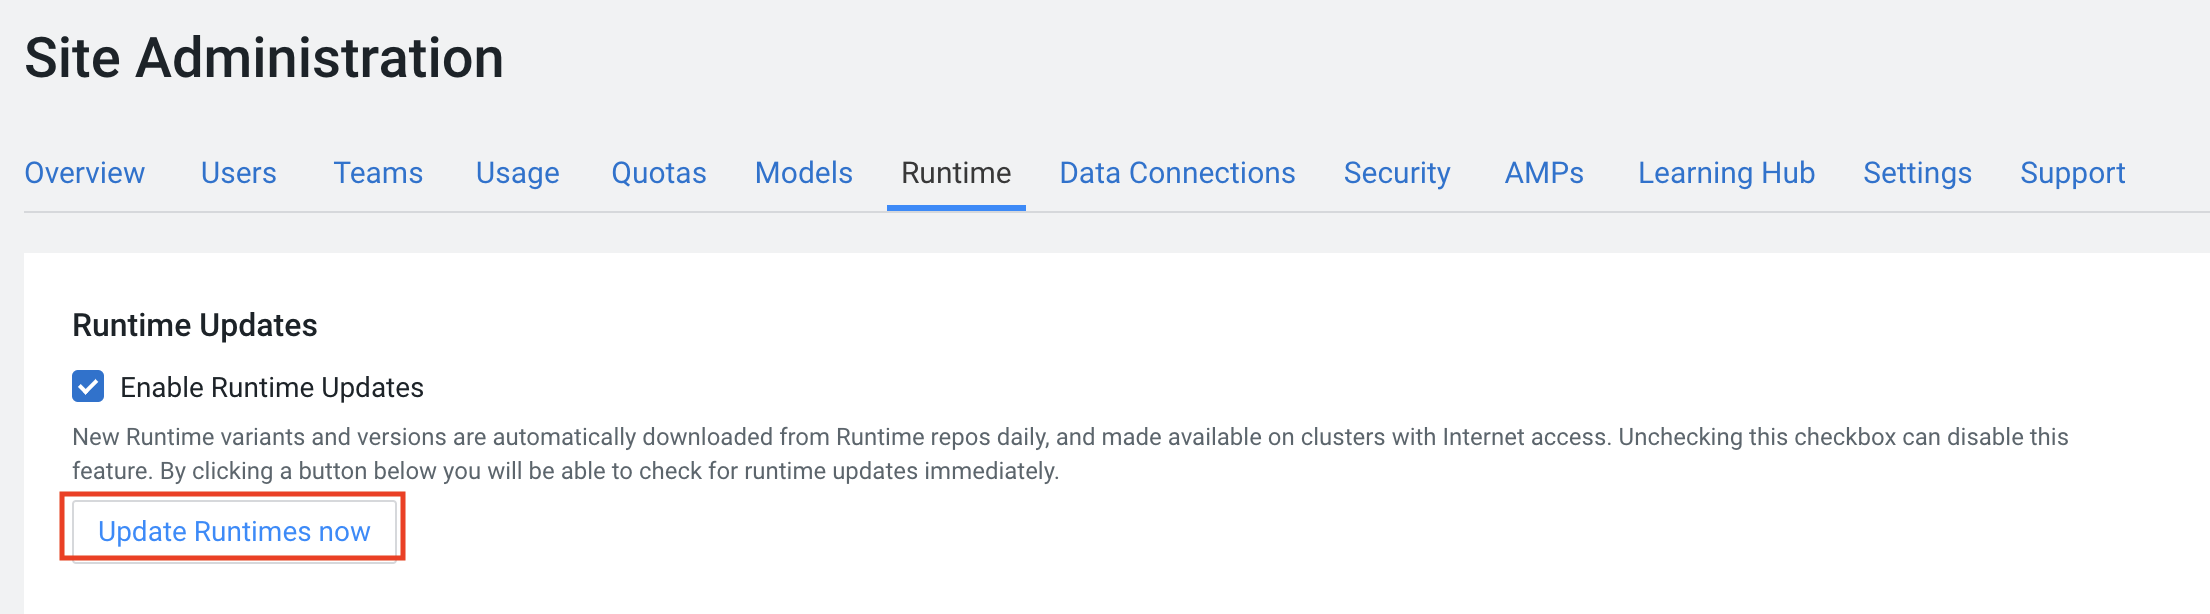 Site Administration
Overview Users Teams Usage Quotas Models Runtime Data Connections Security AMPs Learning Hub Settings Support
Runtime Updates
Enable Runtime Updates
New Runtime variants and versions are automatically downloaded from Runtime repos daily, and made available on clusters with Internet access. Unchecking this checkbox can disable this
feature. By clicking a button below you will be able to check for runtime updates immediately.
Update Runtimes now